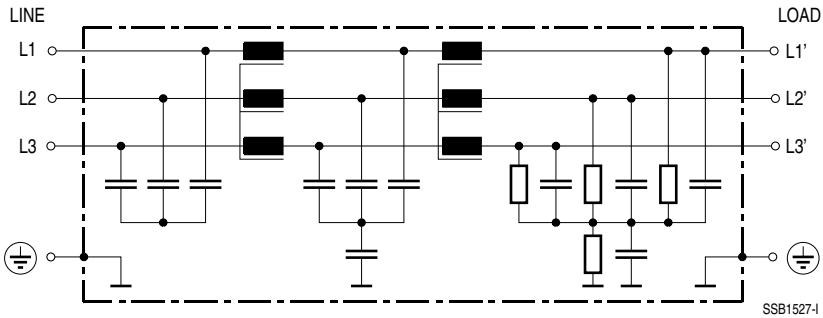 LINE LOAD
L1 L1'
L2 L2'
L3 L3'
SSB1527-I